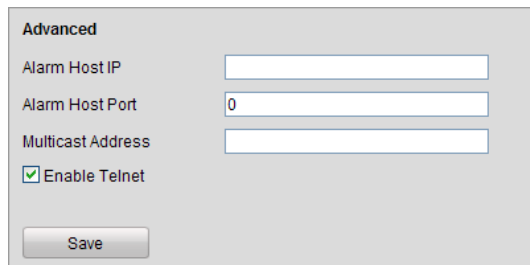 Advanced
Alarm Host IP
Alarm Host Port 0
Multicast Address
Enable Telnet
Save